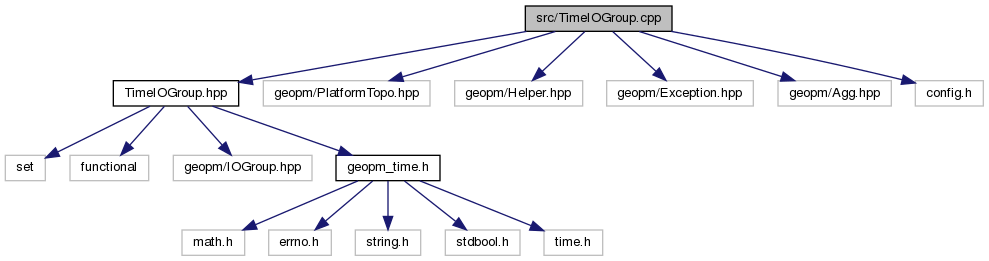 src/TimeIOGroup.cpp
TimeIOGroup.hpp
geopm/PlatformTopo.hpp
geopm/Helper.hpp
geopm/Exception.hpp
geopm/Agg.hpp
config.h
set
functional
geopm/IOGroup.hpp
geopm_time.h
math.h
errno.h
string.h
stdbool.h
time.h